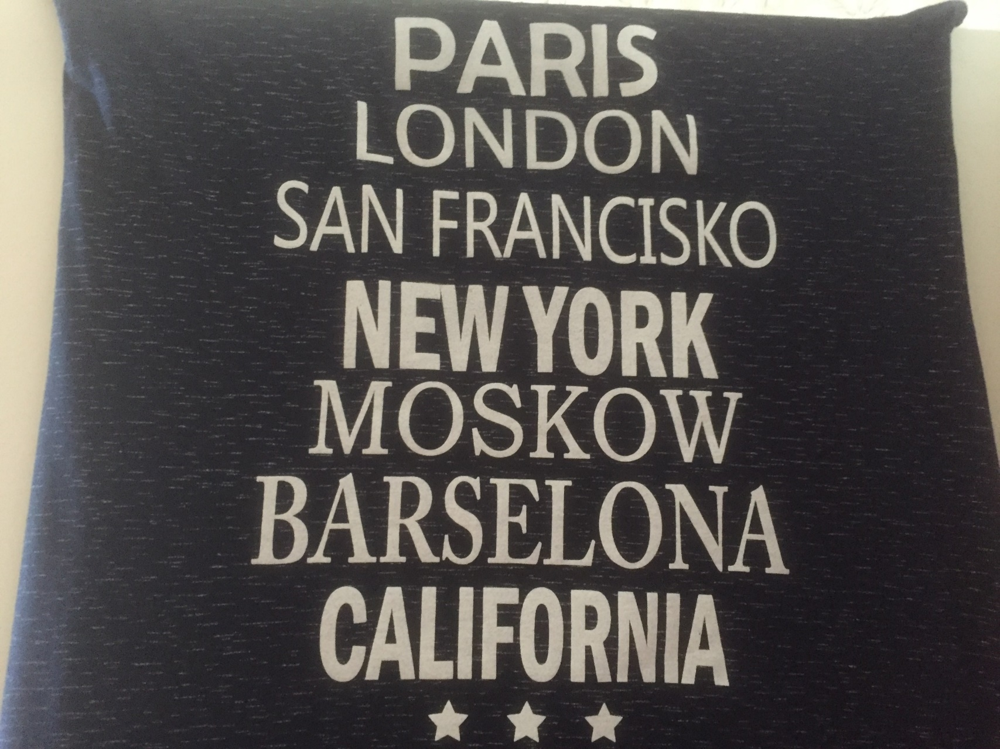 PARIS
LONDON
SAN FRANCISKO
NEW YORK
MOSKOW
BARSELONA
CALIFORNIA